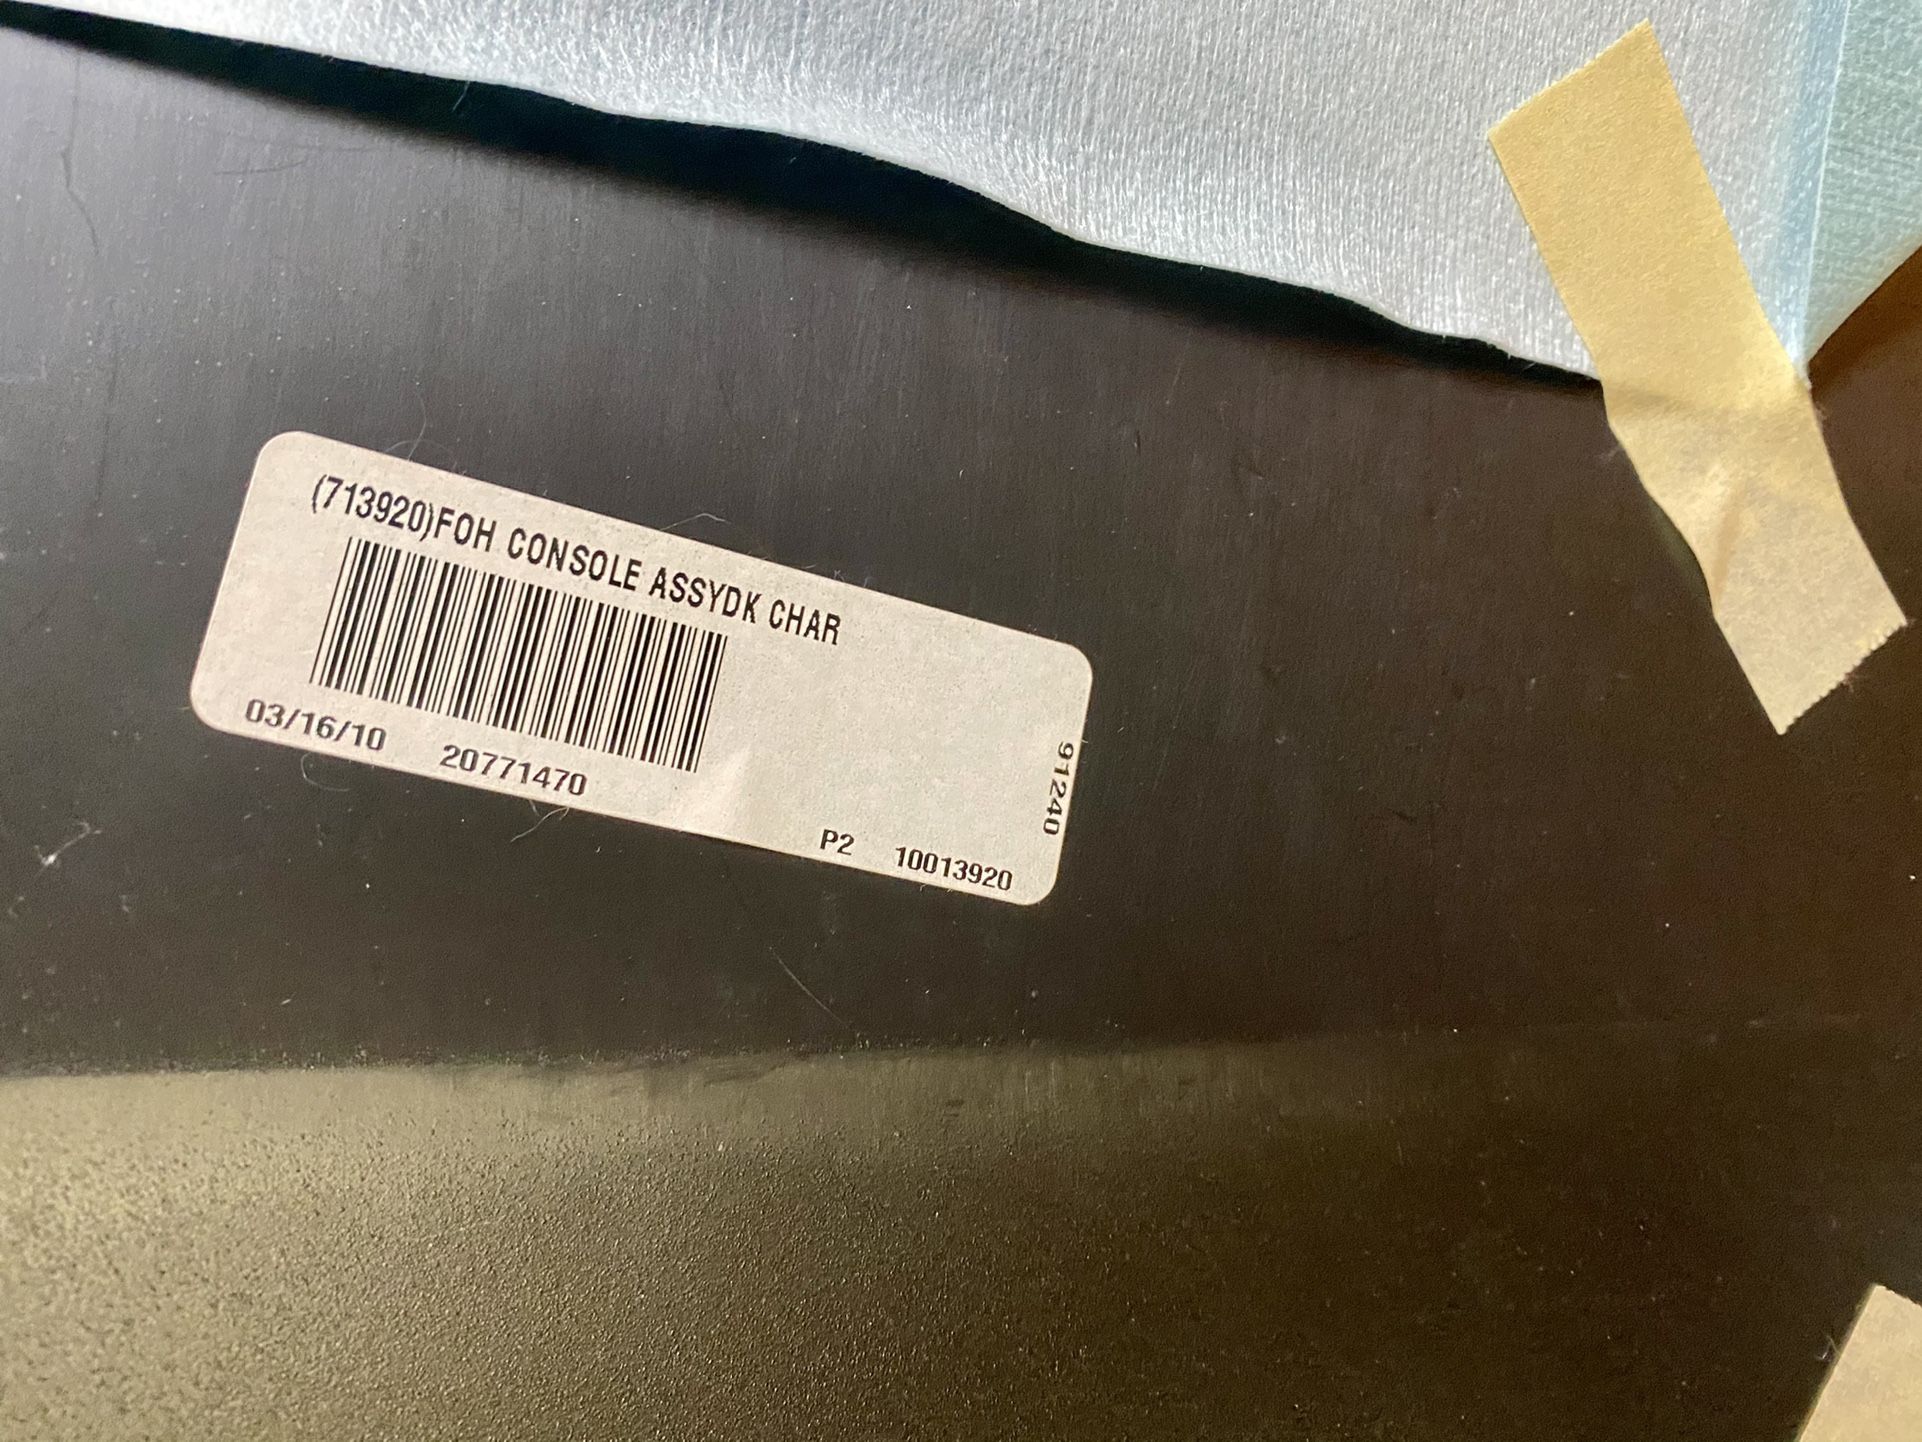 (713920)FOH CONSOLE ASSYDK CHAR
03/16/10 20771470
P2 10013920
91240